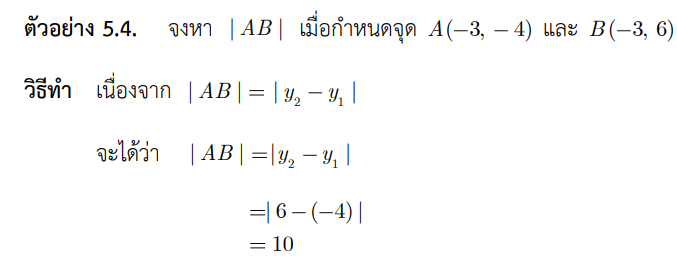 ตัวอย่าง 5.4. จงหา | AB | เมื่อกำหนดจุด A(−3, − 4) และ B(−3, 6)
วิธีทำ เนื่องจาก | AB | = | y₂ − y₁ |
จะได้ว่า | AB | =| y₂ − y₁ |
=| 6 − (−4) |
= 10